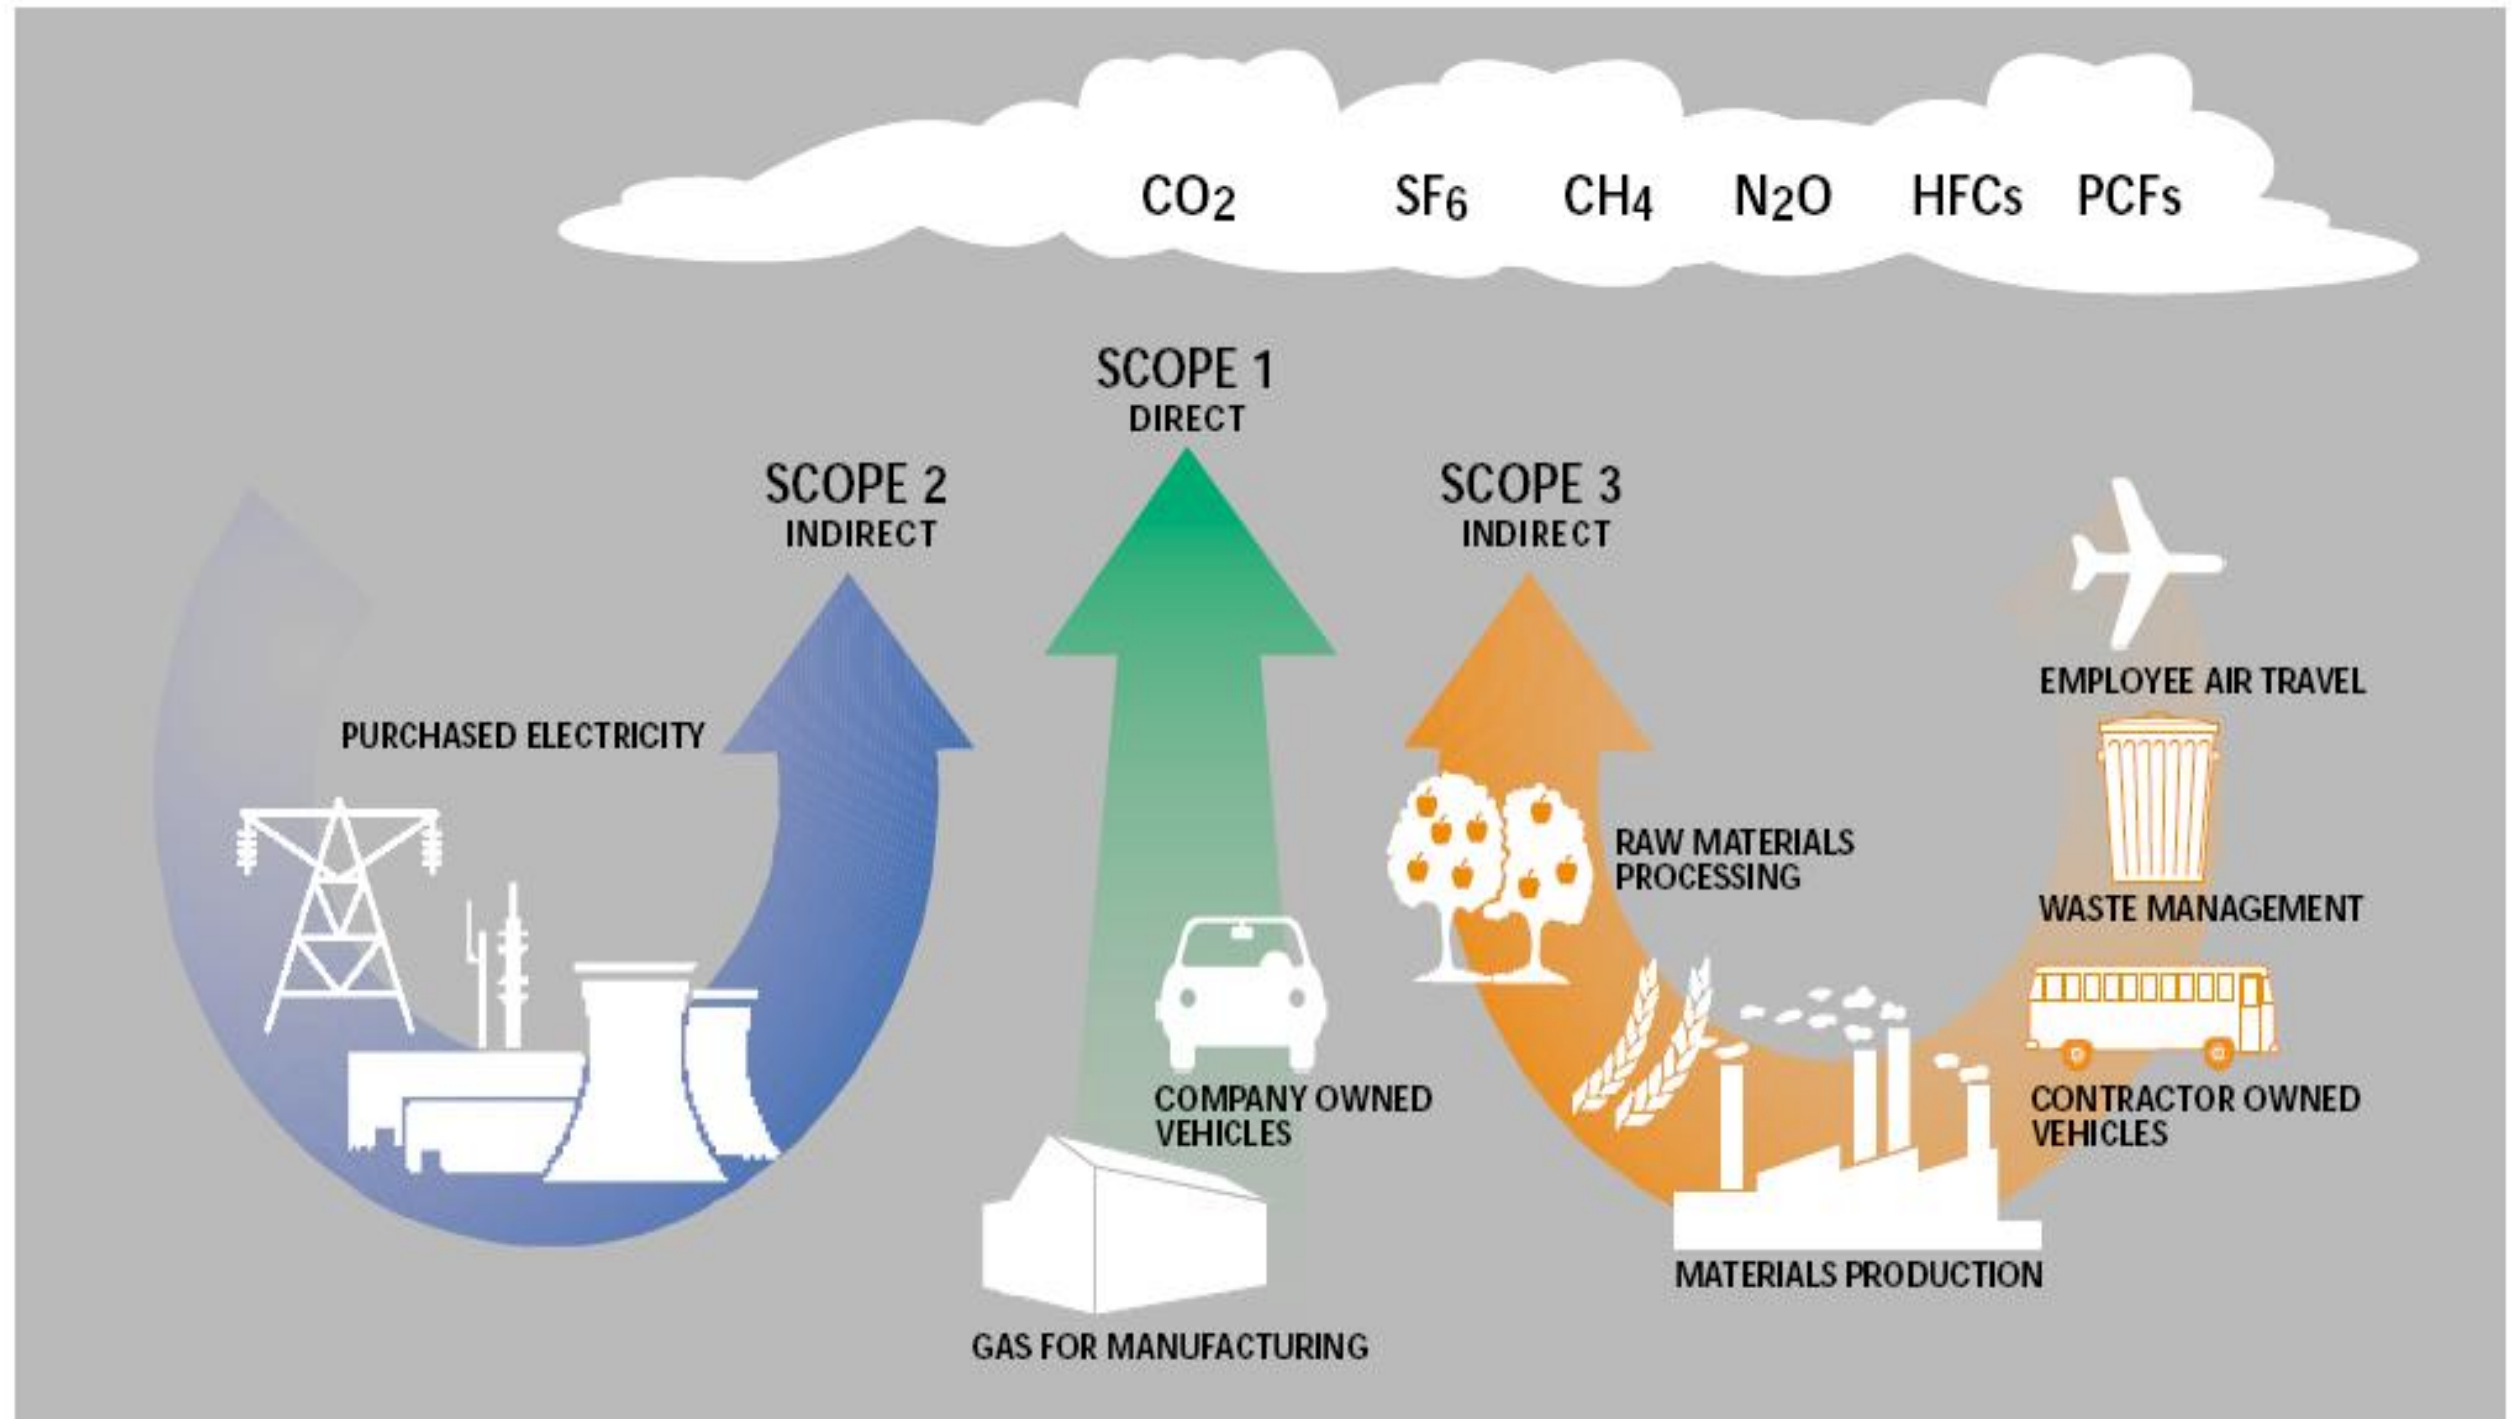 CO2 SF6 CH4 N2O HFCs PCFs
SCOPE 1
DIRECT
SCOPE 2
INDIRECT
SCOPE 3
INDIRECT
PURCHASED ELECTRICITY
COMPANY OWNED
VEHICLES
GAS FOR MANUFACTURING
RAW MATERIALS
PROCESSING
MATERIALS PRODUCTION
EMPLOYEE AIR TRAVEL
WASTE MANAGEMENT
CONTRACTOR OWNED
VEHICLES